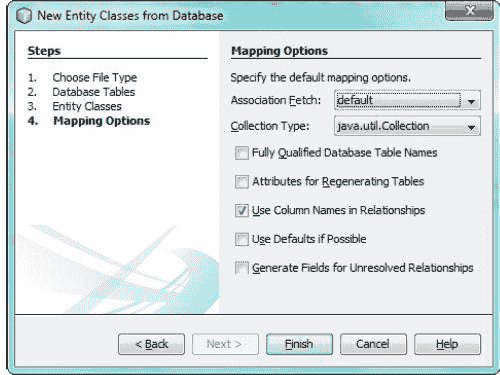 New Entity Classes from Database
Steps
1. Choose File Type
2. Database Tables
3. Entity Classes
4. Mapping Options
Mapping Options
Specify the default mapping options.
Association Fetch: default
Collection Type: java.util.Collection
Fully Qualified Database Table Names
Attributes for Regenerating Tables
Use Column Names in Relationships
Use Defaults if Possible
Generate Fields for Unresolved Relationships
< Back Next > Finish Cancel Help